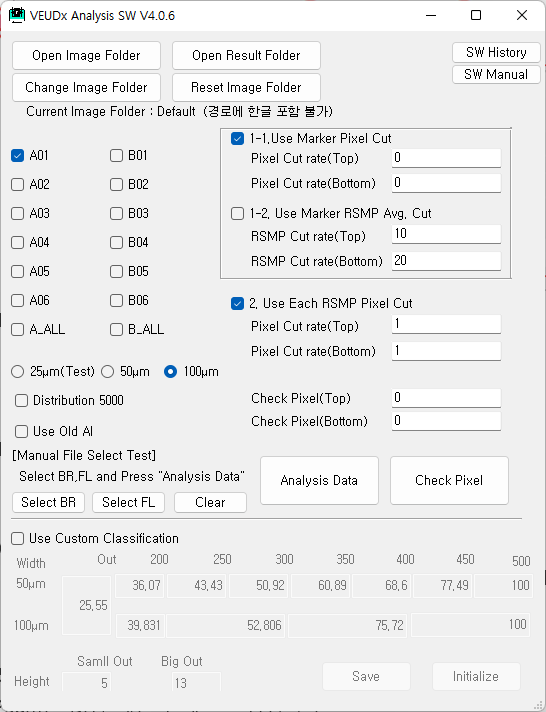 VEUDx Analysis SW V4.0.6
Open Image Folder
Open Result Folder
SW History
Change Image Folder
Reset Image Folder
SW Manual
Current Image Folder : Default (경로에 한글 포함 불가)
A01
B01
A02
B02
A03
B03
A04
B04
A05
B05
A06
B06
A_ALL
B_ALL
1-1,Use Marker Pixel Cut
Pixel Cut rate(Top) 0
Pixel Cut rate(Bottom) 0
1-2, Use Marker RSMP Avg, Cut
RSMP Cut rate(Top) 10
RSMP Cut rate(Bottom) 20
2, Use Each RSMP Pixel Cut
Pixel Cut rate(Top) 1
Pixel Cut rate(Bottom) 1
25μm(Test) 50μm 100μm
Distribution 5000
Use Old AI
Check Pixel(Top) 0
Check Pixel(Bottom) 0
[Manual File Select Test]
Select BR,FL and Press "Analysis Data"
Select BR
Select FL
Clear
Analysis Data
Check Pixel
Use Custom Classification
Width Out 200 250 300 350 400 450 500
50μm 36,07 43,43 50,92 60,89 68,6 77,49 100
25,55
100μm 39,831 52,806 75,72 100
Samll Out Big Out
Height 5 13
Save
Initialize